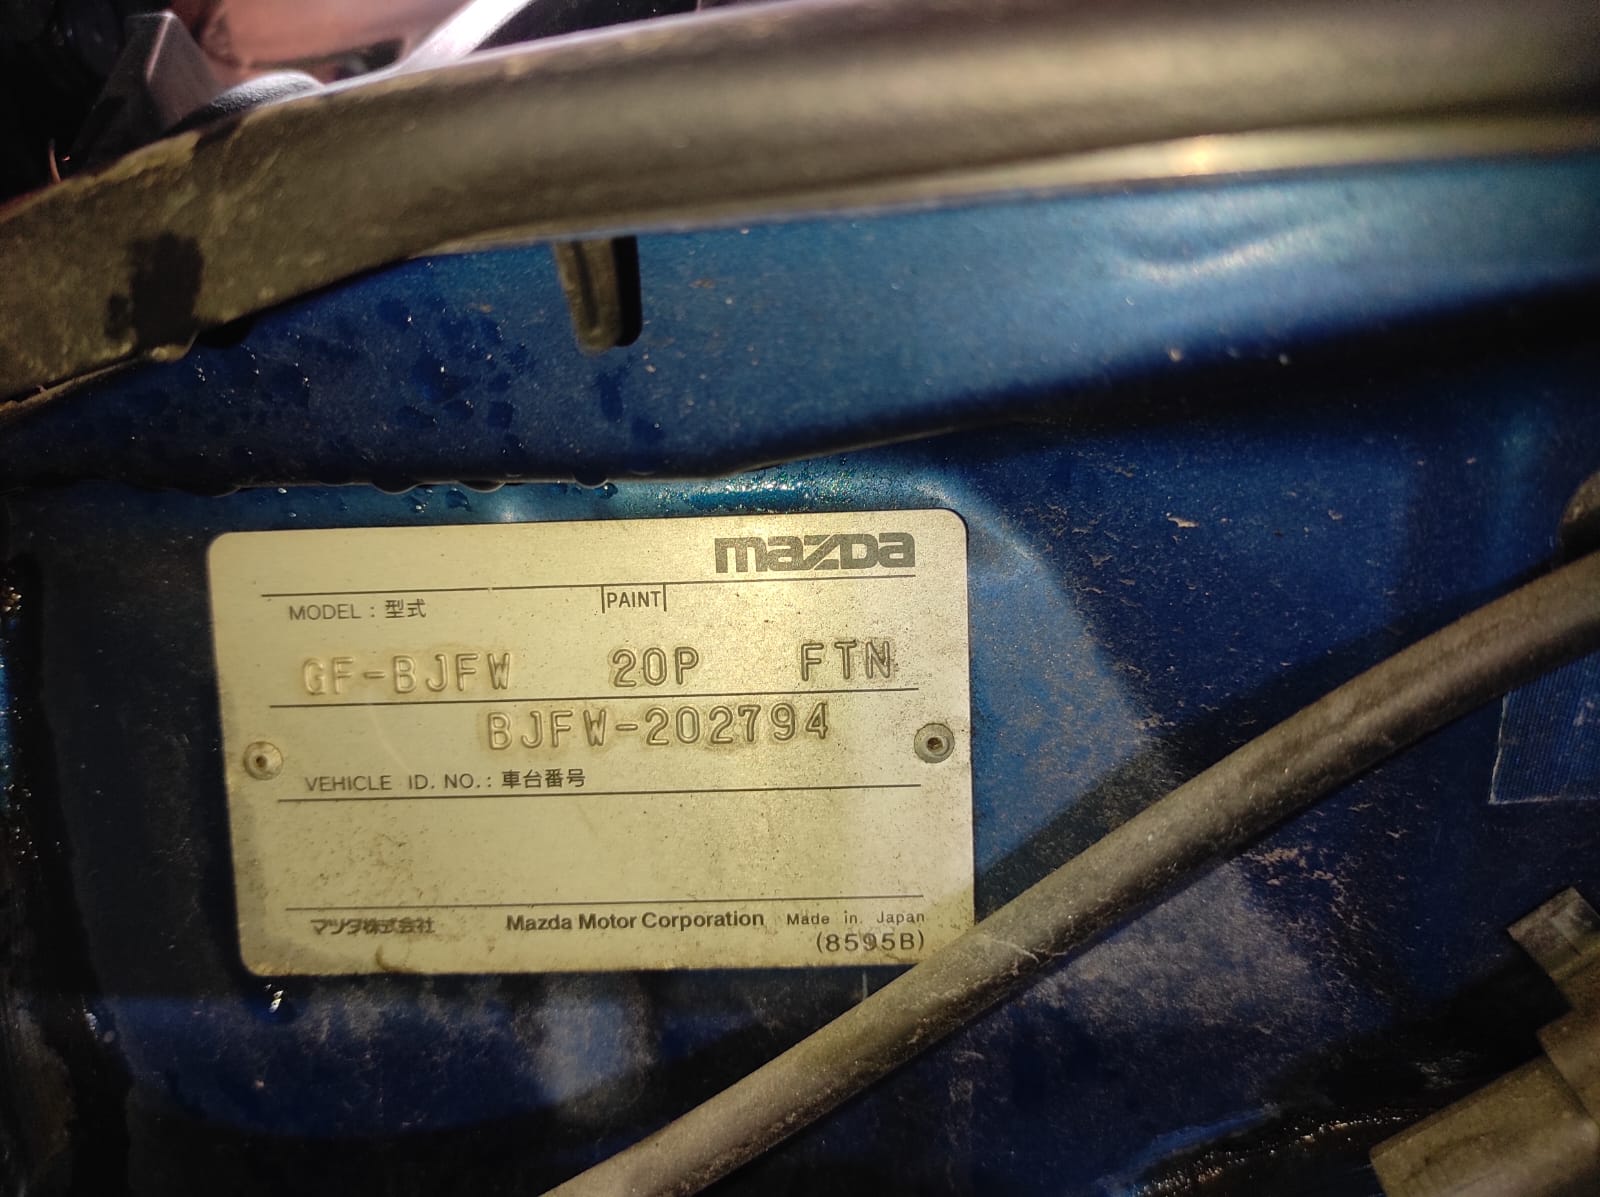 mazda
MODEL : 型式 PAINT
GF-BJFW 20P FTN
BJFW-202794
VEHICLE ID. NO. : 車台番号
マツダ株式会社 Mazda Motor Corporation Made in Japan
(8595B)